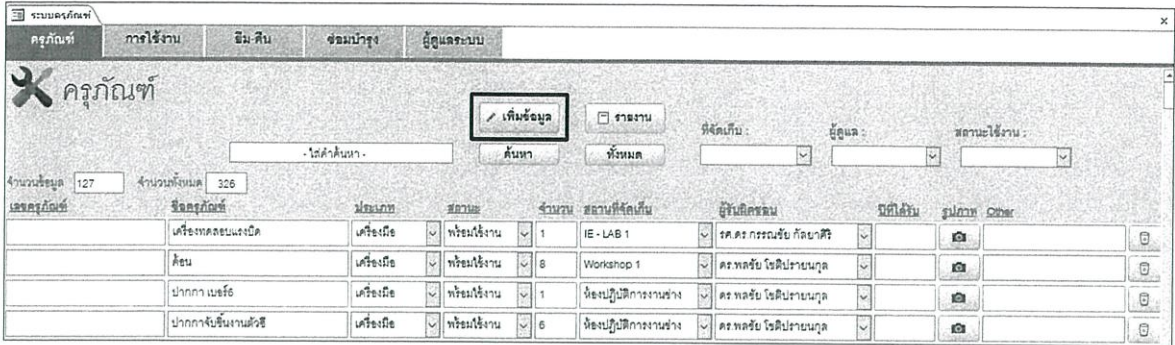 ระบบครุภัณฑ์
ครุภัณฑ์ การใช้งาน ยืม-คืน ซ่อมบำรุง ผู้ดูแลระบบ
ครุภัณฑ์
เพิ่มข้อมูล รายงาน
ที่จัดเก็บ : ผู้ดูแล : สถานะใช้งาน :
- ใส่คำค้นหา - ค้นหา ทั้งหมด
จำนวนข้อมูล 127 จำนวนทั้งหมด 326
เลขครุภัณฑ์ ชื่อครุภัณฑ์ ประเภท สถานะ จำนวน สถานที่จัดเก็บ ผู้รับผิดชอบ ปีที่ได้รับ รูปภาพ Other
เครื่องทดสอบแรงบิด เครื่องมือ พร้อมใช้งาน 1 IE - LAB 1 รศ.ดร.กรรณชัย กัลยาศิริ
ค้อน เครื่องมือ พร้อมใช้งาน 8 Workshop 1 ดร.พลชัย โชติปรายนกุล
ปากกา เบอร์6 เครื่องมือ พร้อมใช้งาน 1 ห้องปฏิบัติการงานช่าง ดร.พลชัย โชติปรายนกุล
ปากกาจับชิ้นงานตัวซี เครื่องมือ พร้อมใช้งาน 6 ห้องปฏิบัติการงานช่าง ดร.พลชัย โชติปรายนกุล